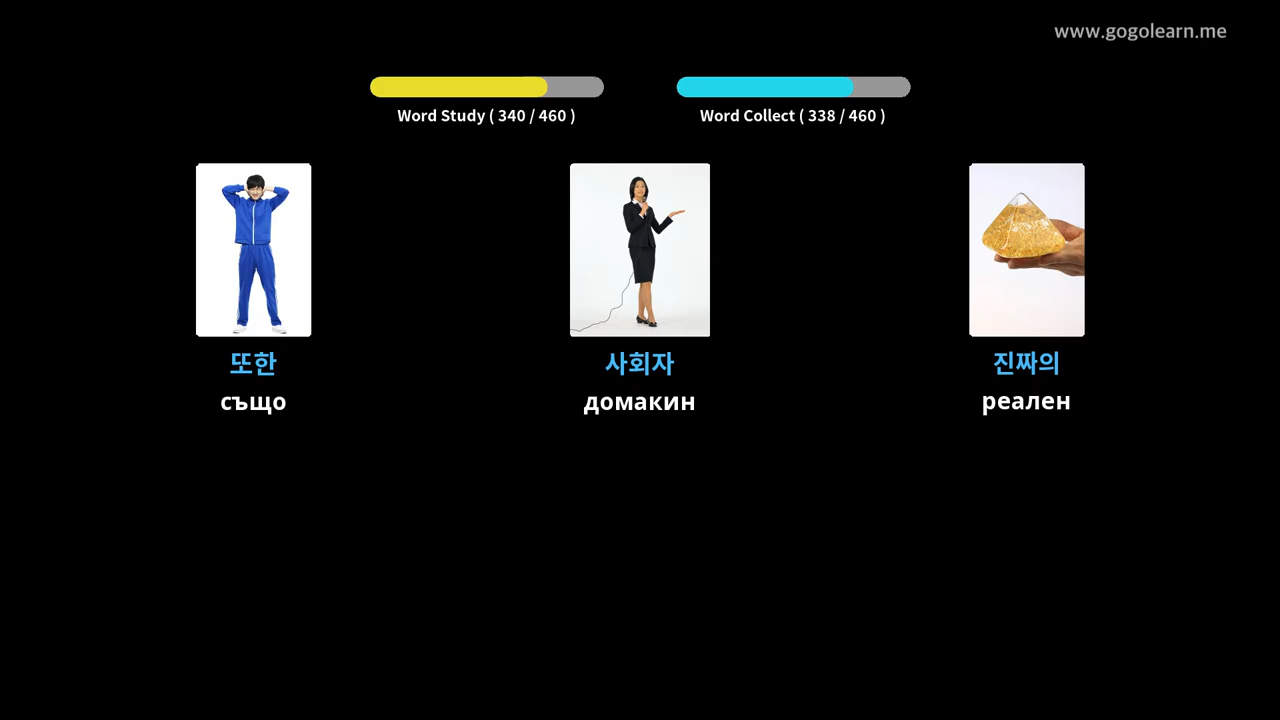 www.gogolearn.me
Word Study ( 340 / 460 )
Word Collect ( 338 / 460 )
또한
사회자
진짜의
също
домакин
реален